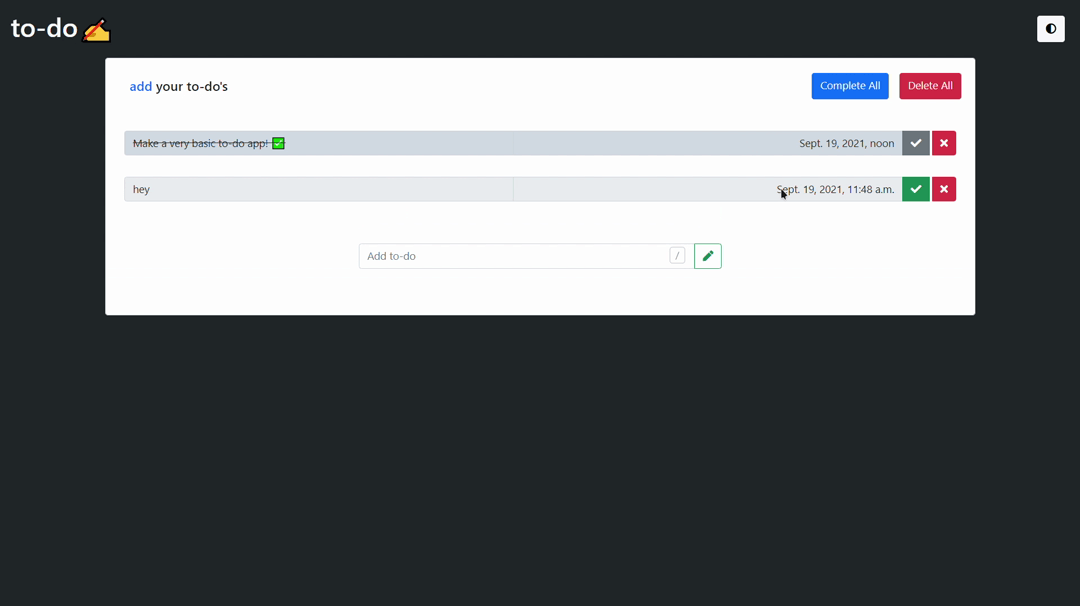 to-do ✍
add your to-do's
Complete All
Delete All
Make a very basic to-do app! ✅
Sept. 19, 2021, noon
hey
Sept. 19, 2021, 11:48 a.m.
Add to-do
/